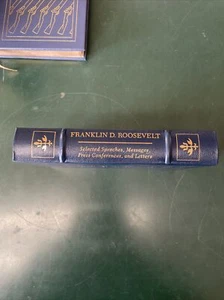 FRANKLIN D. ROOSEVELT
Selected Speeches, Messages,
Press Conferences, and Letters